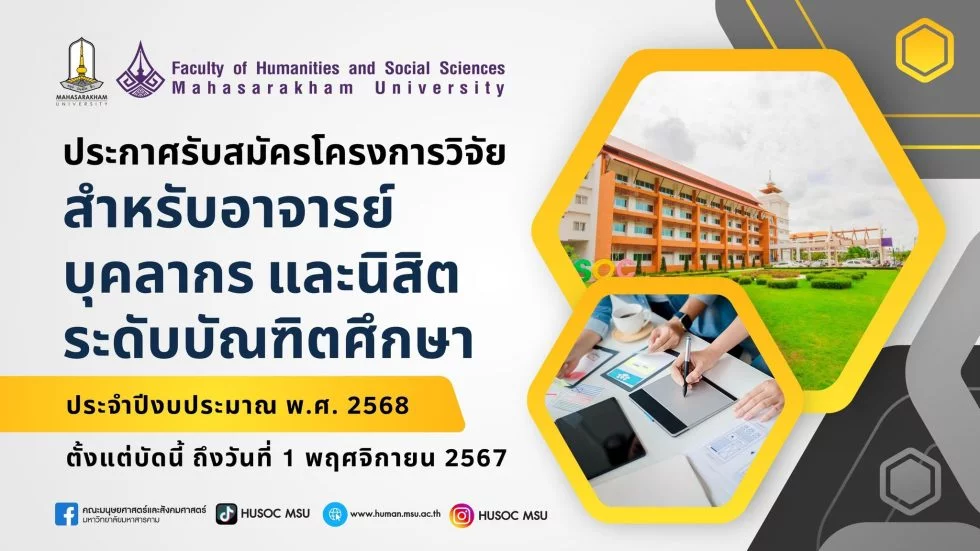 MAHASARAKHAM
UNIVERSITY
Faculty of Humanities and Social Sciences
Mahasarakham University
ประกาศรับสมัครโครงการวิจัย
สำหรับอาจารย์
บุคลากร และนิสิต
ระดับบัณฑิตศึกษา
ประจำปีงบประมาณ พ.ศ. 2568
ตั้งแต่บัดนี้ ถึงวันที่ 1 พฤศจิกายน 2567
SOC
คณะมนุษยศาสตร์และสังคมศาสตร์
มหาวิทยาลัยมหาสารคาม
HUSOC MSU
www.human.msu.ac.th
HUSOC MSU